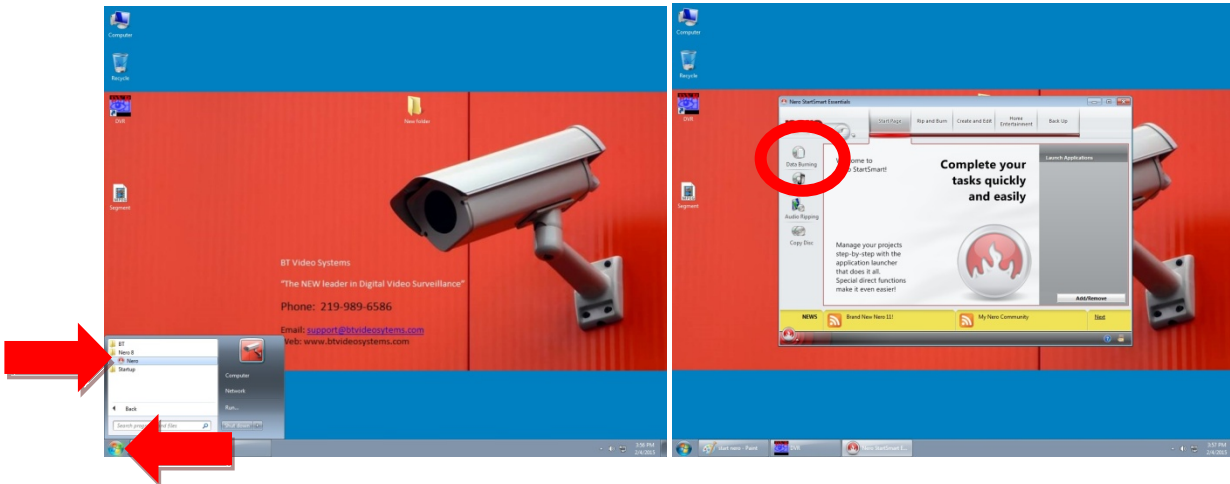 Computer
Recycle
DVR
New folder
Segment
BT Video Systems
"The NEW leader in Digital Video Surveillance"
Phone: 219-989-6586
Email: support@btvideosytems.com
Web: www.btvideosystems.com
BT
Nero 8
Nero
Startup
Back
Computer
Network
Run...
3:56 PM
2/4/2015
Computer
Recycle
DVR
Segment
Nero StartSmart Essentials
Start Page
Rip and Burn
Create and Edit
Home
Entertainment
Back Up
Data Burning
Audio Ripping
Copy Disc
StartSmart!
Complete your
tasks quickly
and easily
Manage your projects
step-by-step with the
application launcher
that does it all.
Special direct functions
make it even easier!
Launch Applications
Add/Remove
NEWS
Brand New Nero 11!
My Nero Community
Next
start nero - Paint
DVR
Nero StartSmart E...
3:57 PM
2/4/2015